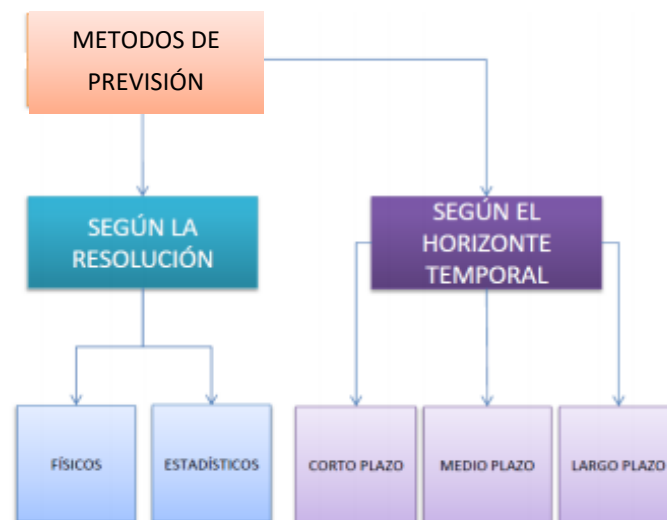 METODOS DE
PREVISIÓN
SEGÚN LA
RESOLUCIÓN
SEGÚN EL
HORIZONTE
TEMPORAL
FÍSICOS
ESTADÍSTICOS
CORTO PLAZO
MEDIO PLAZO
LARGO PLAZO